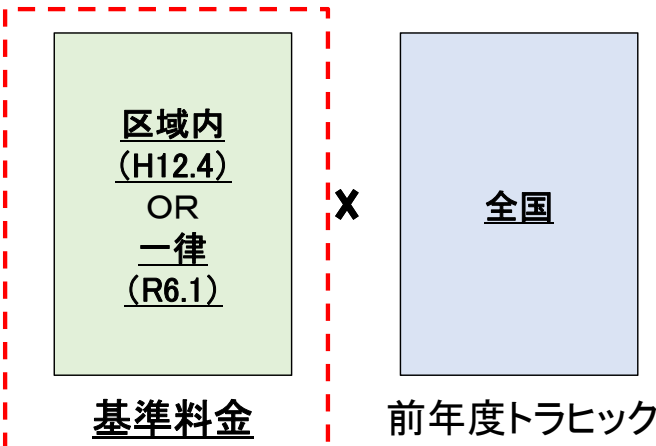 区域内
（H12.4）
OR
一律
（R6.1）
×
全国
基準料金
前年度トラヒック